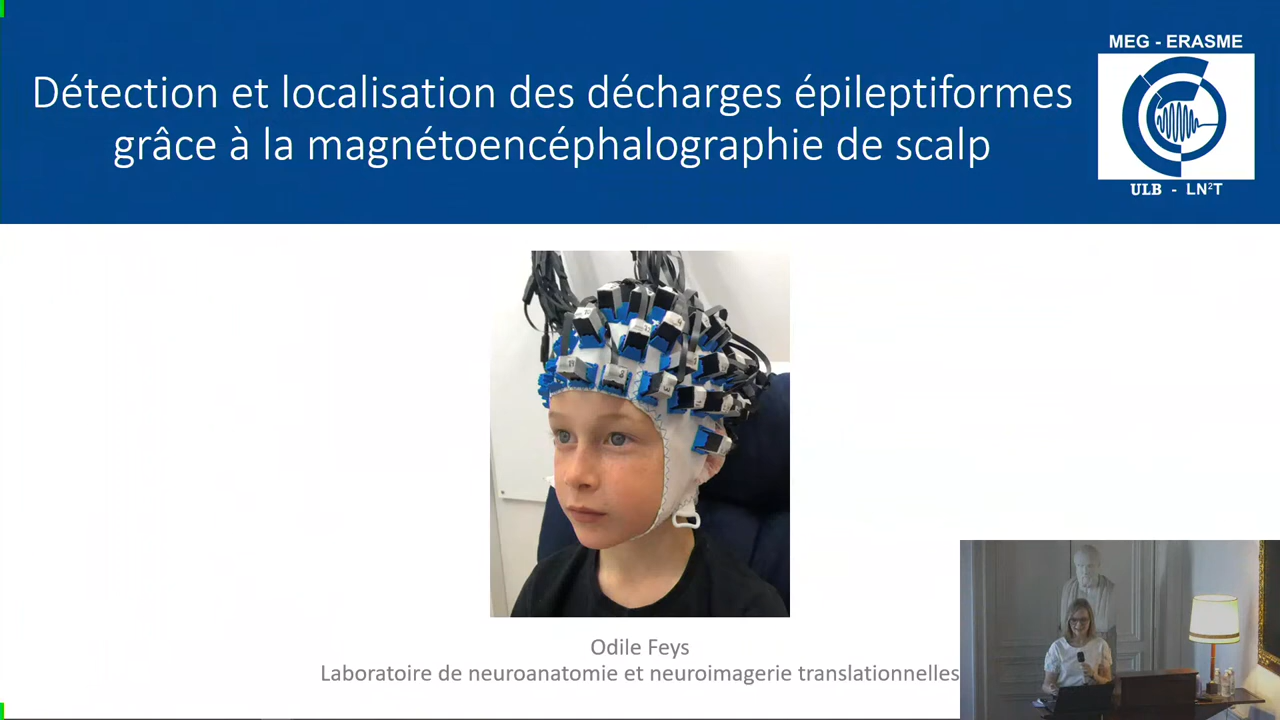 MEG - ERASME
Détection et localisation des décharges épileptiformes
grâce à la magnétoencéphalographie de scalp
ULB - LN²T
Odile Feys
Laboratoire de neuroanatomie et neuroimagerie translationnelles